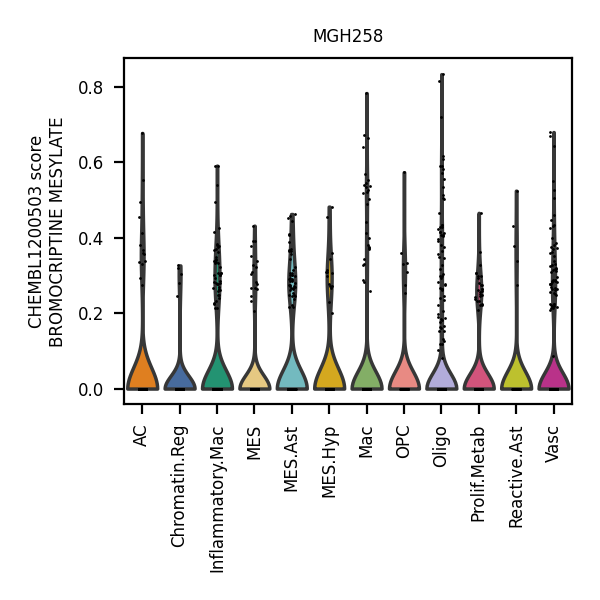 MGH258
CHEMBL1200503 score
BROMOCRIPTINE MESYLATE
0.8
0.6
0.4
0.2
0.0
AC
Chromatin.Reg
Inflammatory.Mac
MES
MES.Ast
MES.Hyp
Mac
OPC
Oligo
Prolif.Metab
Reactive.Ast
Vasc